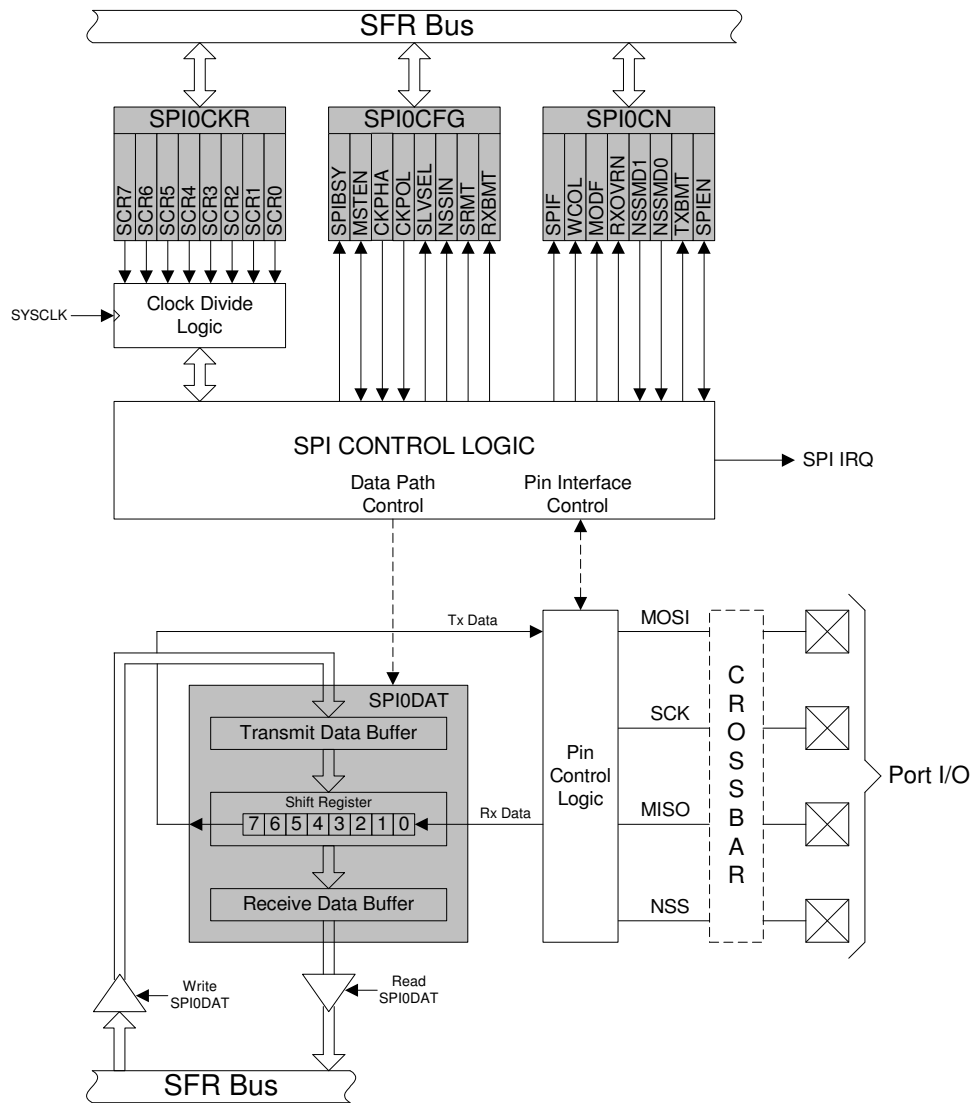 SFR Bus
SPI0CKR
SPI0CFG
SPI0CN
SCR7
SCR6
SCR5
SCR4
SCR3
SCR2
SCR1
SCR0
SPIBSY
MSTEN
CKPHA
CKPOL
SLVSEL
NSSIN
SRMT
RXBMT
SPIF
WCOL
MODF
RXOVRN
NSSMD1
NSSMD0
TXBMT
SPIEN
SYSCLK
Clock Divide
Logic
SPI CONTROL LOGIC
SPI IRQ
Data Path
Control
Pin Interface
Control
Tx Data
MOSI
SPI0DAT
Transmit Data Buffer
SCK
Pin
Control
Logic
CROSSBAR
Port I/O
Shift Register
7 6 5 4 3 2 1 0
Rx Data
MISO
Receive Data Buffer
NSS
Write
SPI0DAT
Read
SPI0DAT
SFR Bus